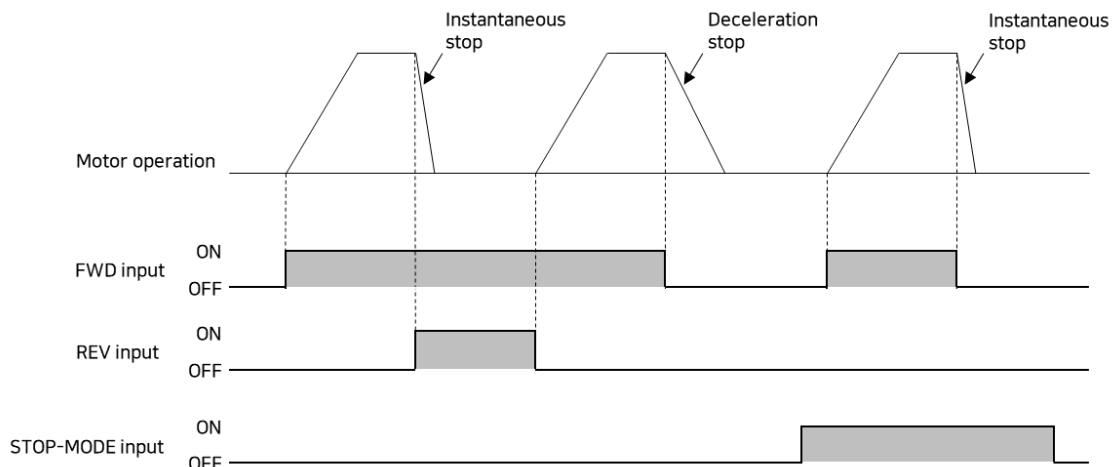 Instantaneous
stop
Deceleration
stop
Instantaneous
stop
Motor operation
ON
FWD input
OFF
ON
REV input
OFF
ON
STOP-MODE input
OFF